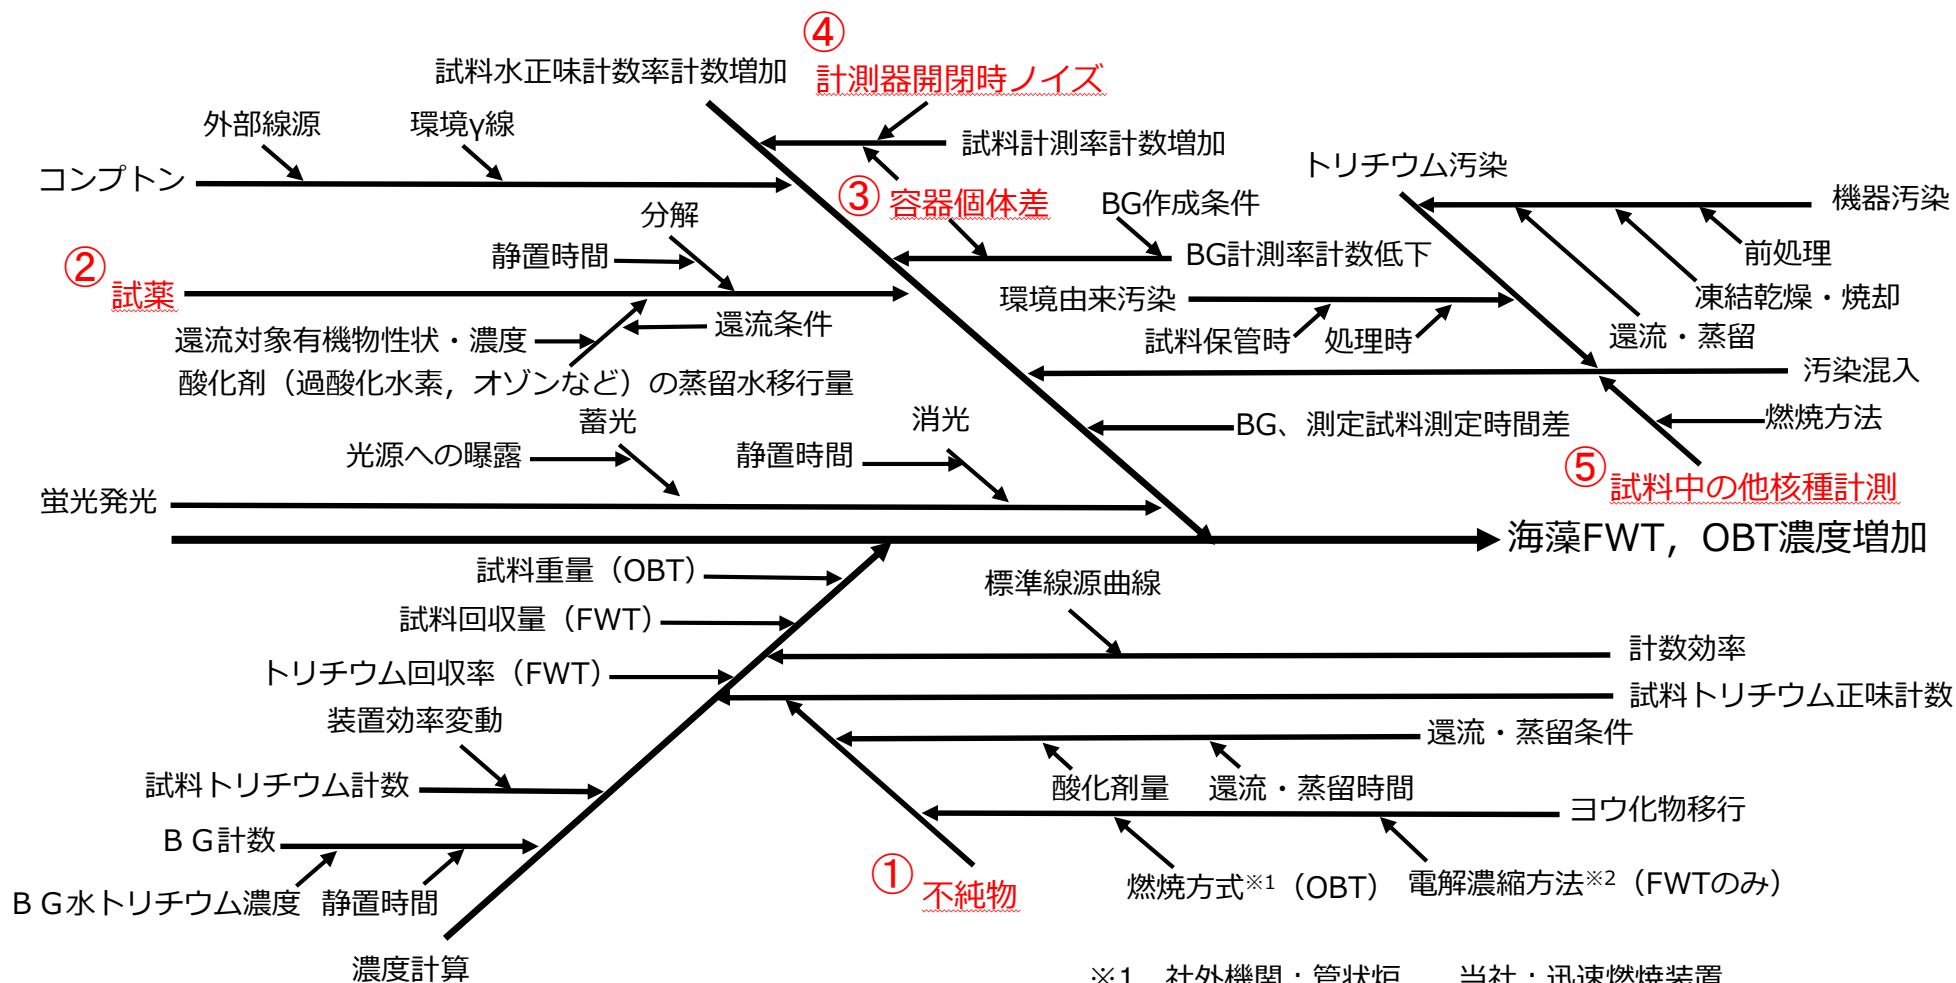 ④
試料水正味計数率計数増加
計測器開閉時ノイズ
外部線源
環境γ線
試料計測率計数増加
トリチウム汚染
コンプトン
③
容器個体差
BG作成条件
機器汚染
分解
静置時間
BG計測率計数低下
前処理
②
試薬
環境由来汚染
凍結乾燥・焼却
還流条件
還流対象有機物性状・濃度
試料保管時
処理時
還流・蒸留
酸化剤（過酸化水素，オゾンなど）の蒸留水移行量
汚染混入
蓄光
消光
BG、測定試料測定時間差
燃焼方法
光源への曝露
静置時間
⑤
試料中の他核種計測
蛍光発光
海藻FWT，OBT濃度増加
試料重量（OBT）
標準線源曲線
試料回収量（FWT）
計数効率
トリチウム回収率（FWT）
試料トリチウム正味計数
装置効率変動
還流・蒸留条件
試料トリチウム計数
酸化剤量
還流・蒸留時間
ヨウ化物移行
ＢＧ計数
①
不純物
燃焼方式※1（OBT）
電解濃縮方法※2（FWTのみ）
ＢＧ水トリチウム濃度
静置時間
濃度計算
※1　社外機関：管状炉　　当社：迅速燃焼装置